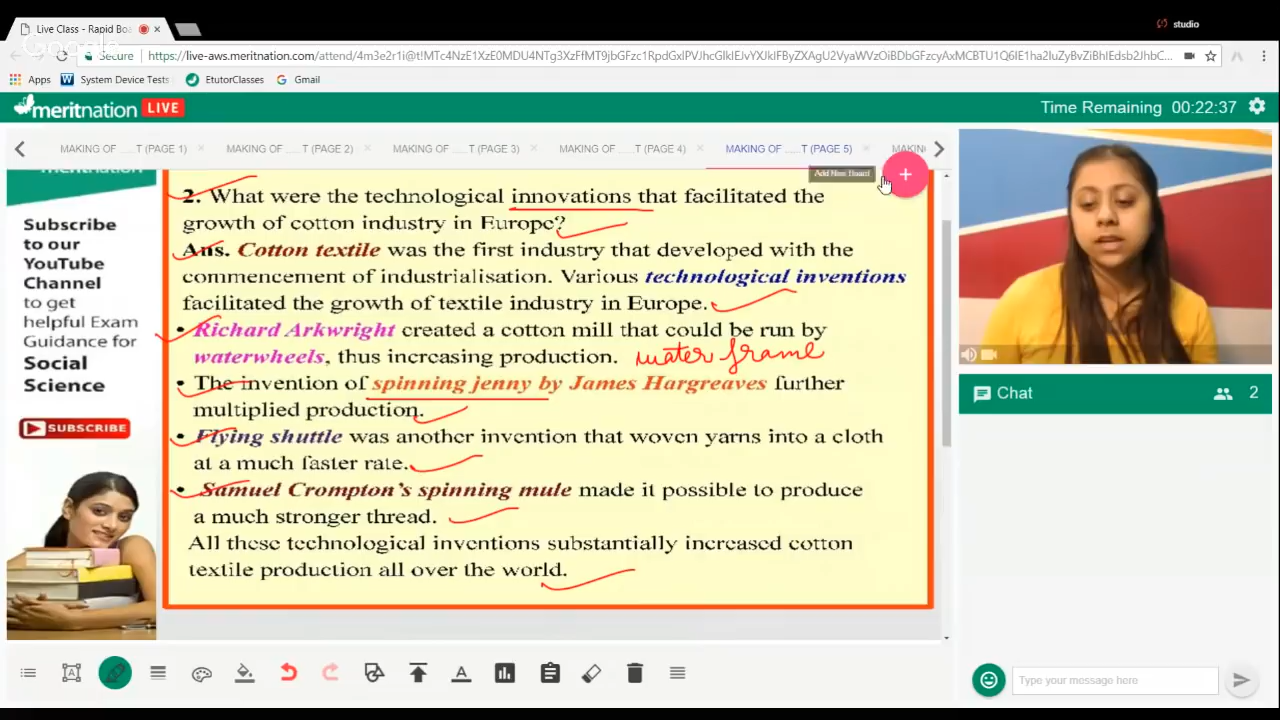 studio
Live Class - Rapid Boa
Secure
https://live-aws.meritnation.com/attend/
Apps
System Device Tests
EtutorClasses
Gmail
meritnation LIVE
Time Remaining 00:22:37
MAKING OF ..... T (PAGE 1)
MAKING OF ..... T (PAGE 2)
MAKING OF ..... T (PAGE 3)
MAKING OF ..... T (PAGE 4)
MAKING OF ..... T (PAGE 5)
Add New Board
meritnation
Subscribe
to our
YouTube
Channel
to get
helpful Exam
Guidance for
Social
Science
SUBSCRIBE
2. What were the technological innovations that facilitated the
growth of cotton industry in Europe?
Ans. Cotton textile was the first industry that developed with the
commencement of industrialisation. Various technological inventions
facilitated the growth of textile industry in Europe.
• Richard Arkwright created a cotton mill that could be run by
waterwheels, thus increasing production. water frame
• The invention of spinning jenny by James Hargreaves further
multiplied production.
• Flying shuttle was another invention that woven yarns into a cloth
at a much faster rate.
• Samuel Crompton's spinning mule made it possible to produce
a much stronger thread.
All these technological inventions substantially increased cotton
textile production all over the world.
Chat 2
Type your message here